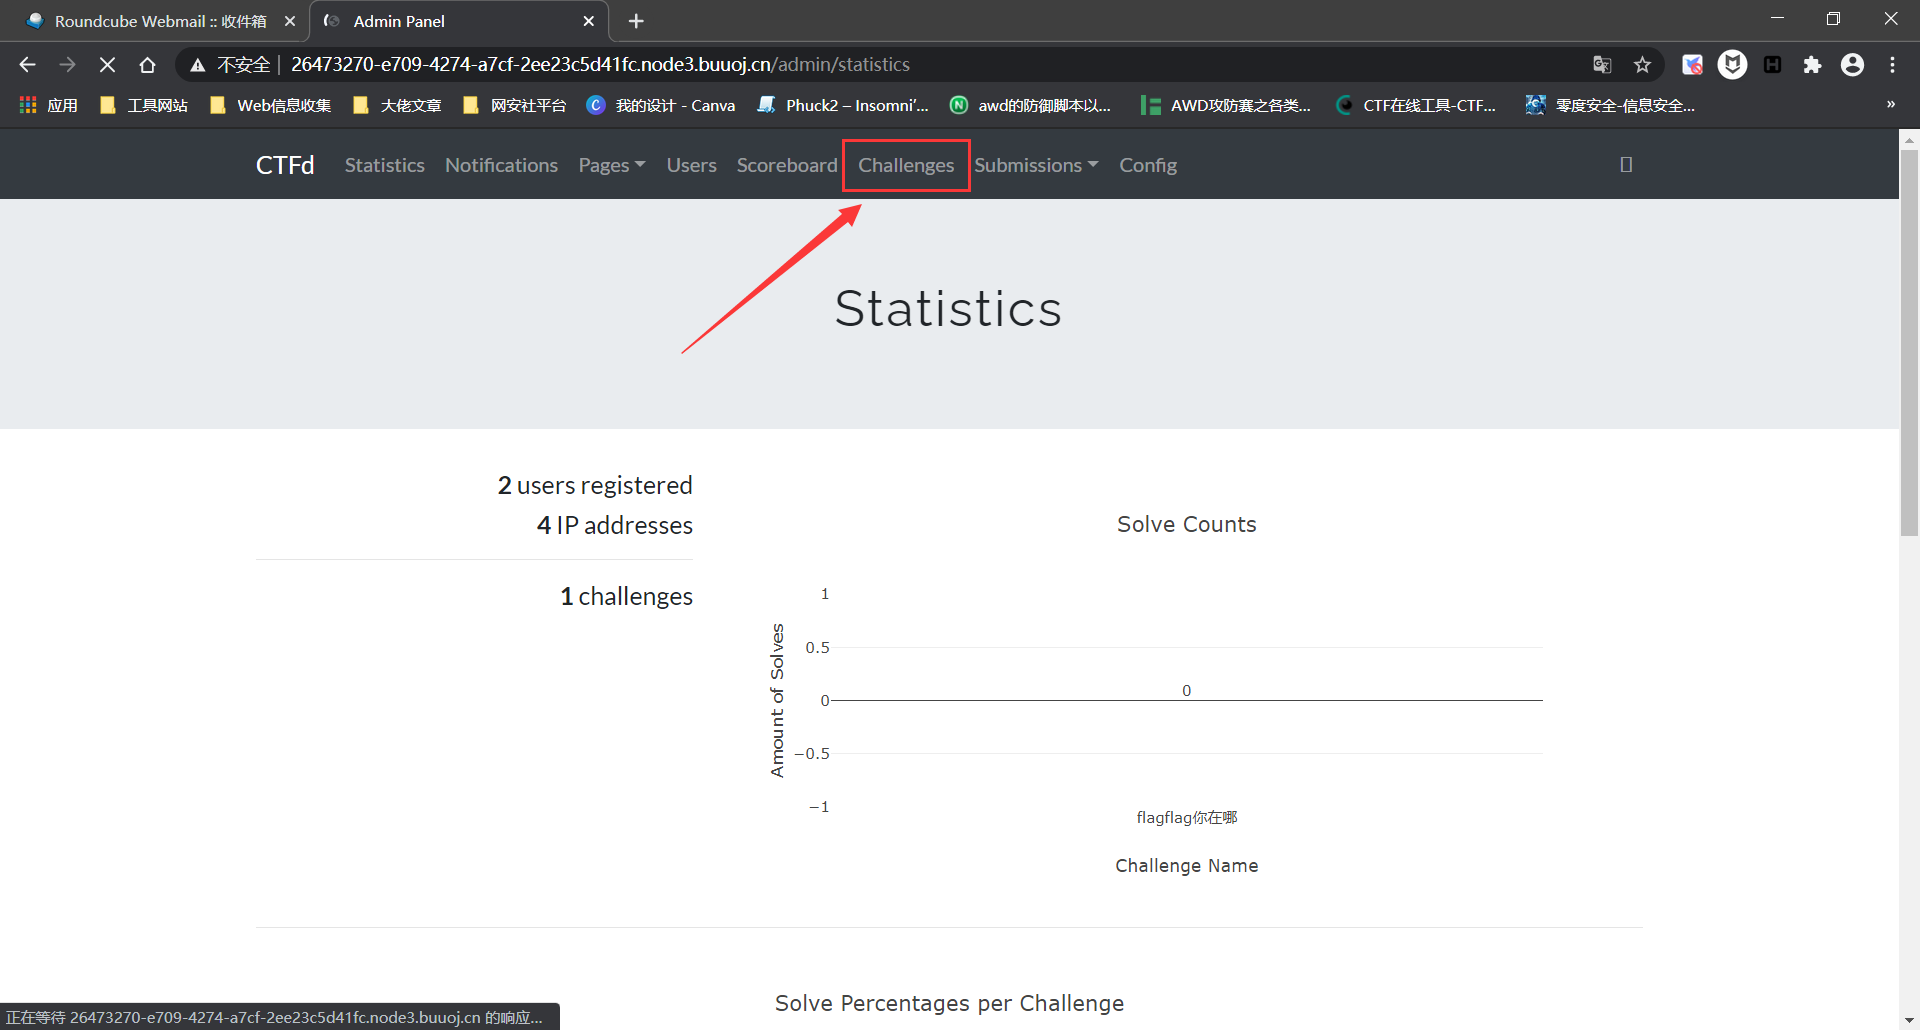 Roundcube Webmail :: 收件箱
Admin Panel
不安全 26473270-e709-4274-a7cf-2ee23c5d41fc.node3.buuoj.cn/admin/statistics
应用 工具网站 Web信息收集 大佬文章 网安社平台 我的设计 - Canva Phuck2 – Insomni'... awd的防御脚本以... AWD攻防赛之各类... CTF在线工具-CTF... 零度安全-信息安全... »
CTFd Statistics Notifications Pages Users Scoreboard Challenges Submissions Config
Statistics
2 users registered
4 IP addresses
1 challenges
Solve Counts
1
0.5
0
−0.5
−1
Amount of Solves
0
flagflag你在哪
Challenge Name
Solve Percentages per Challenge
正在等待 26473270-e709-4274-a7cf-2ee23c5d41fc.node3.buuoj.cn 的响应...